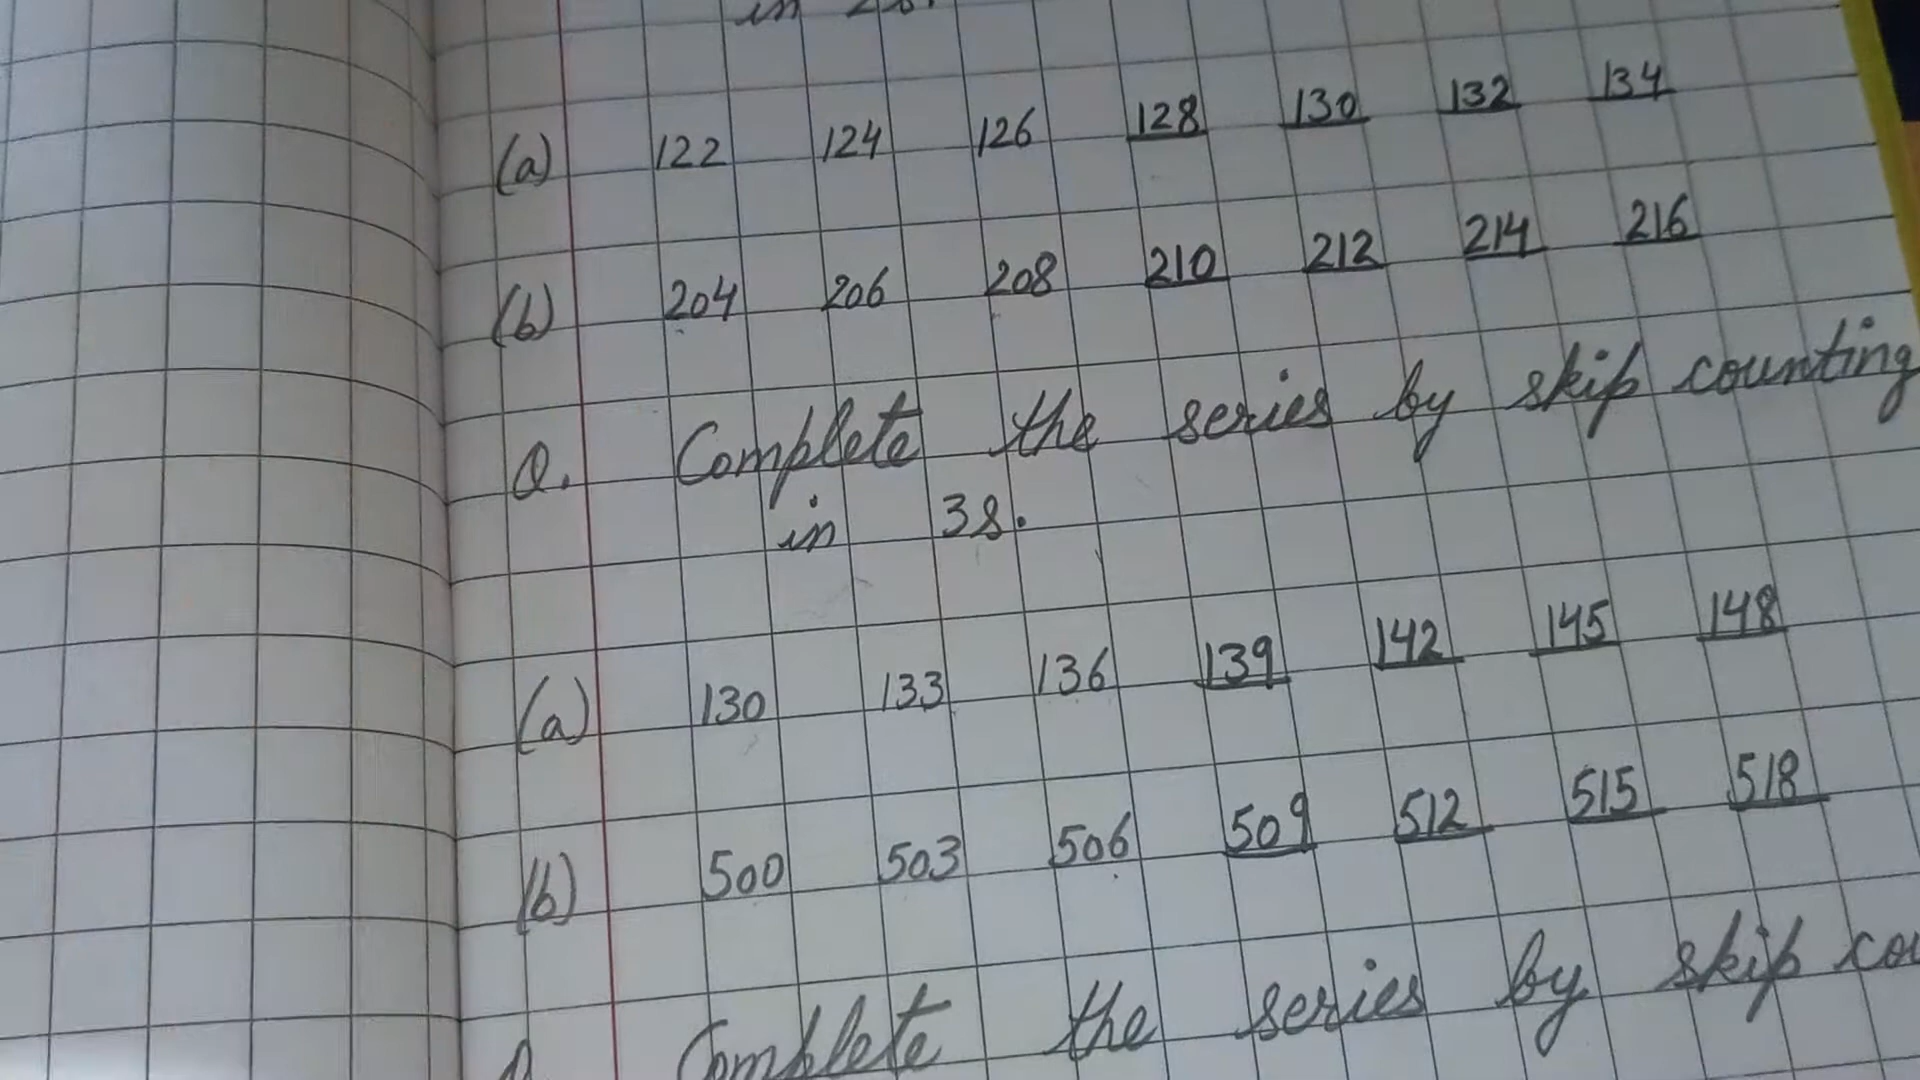 in 2s.
(a) 122 124 126 128 130 132 134
(b) 204 206 208 210 212 214 216
Q. Complete the series by skip counting
in 3s.
(a) 130 133 136 139 142 145 148
(b) 500 503 506 509 512 515 518
Complete the series by skip